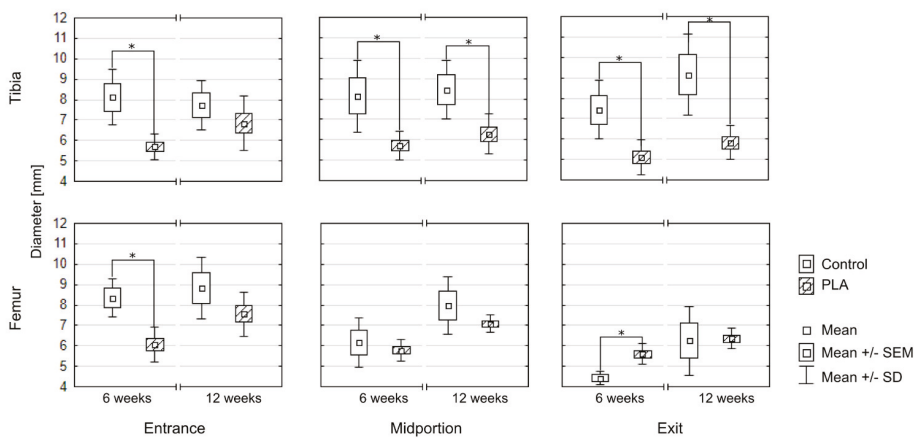 12
11
10
9
8
7
6
5
4
Tibia
*
*
*
*
*
Diameter [mm]
12
11
10
9
8
7
6
5
4
Femur
*
*
6 weeks 12 weeks
6 weeks 12 weeks
6 weeks 12 weeks
Entrance
Midportion
Exit
Control
PLA
Mean
Mean +/- SEM
Mean +/- SD